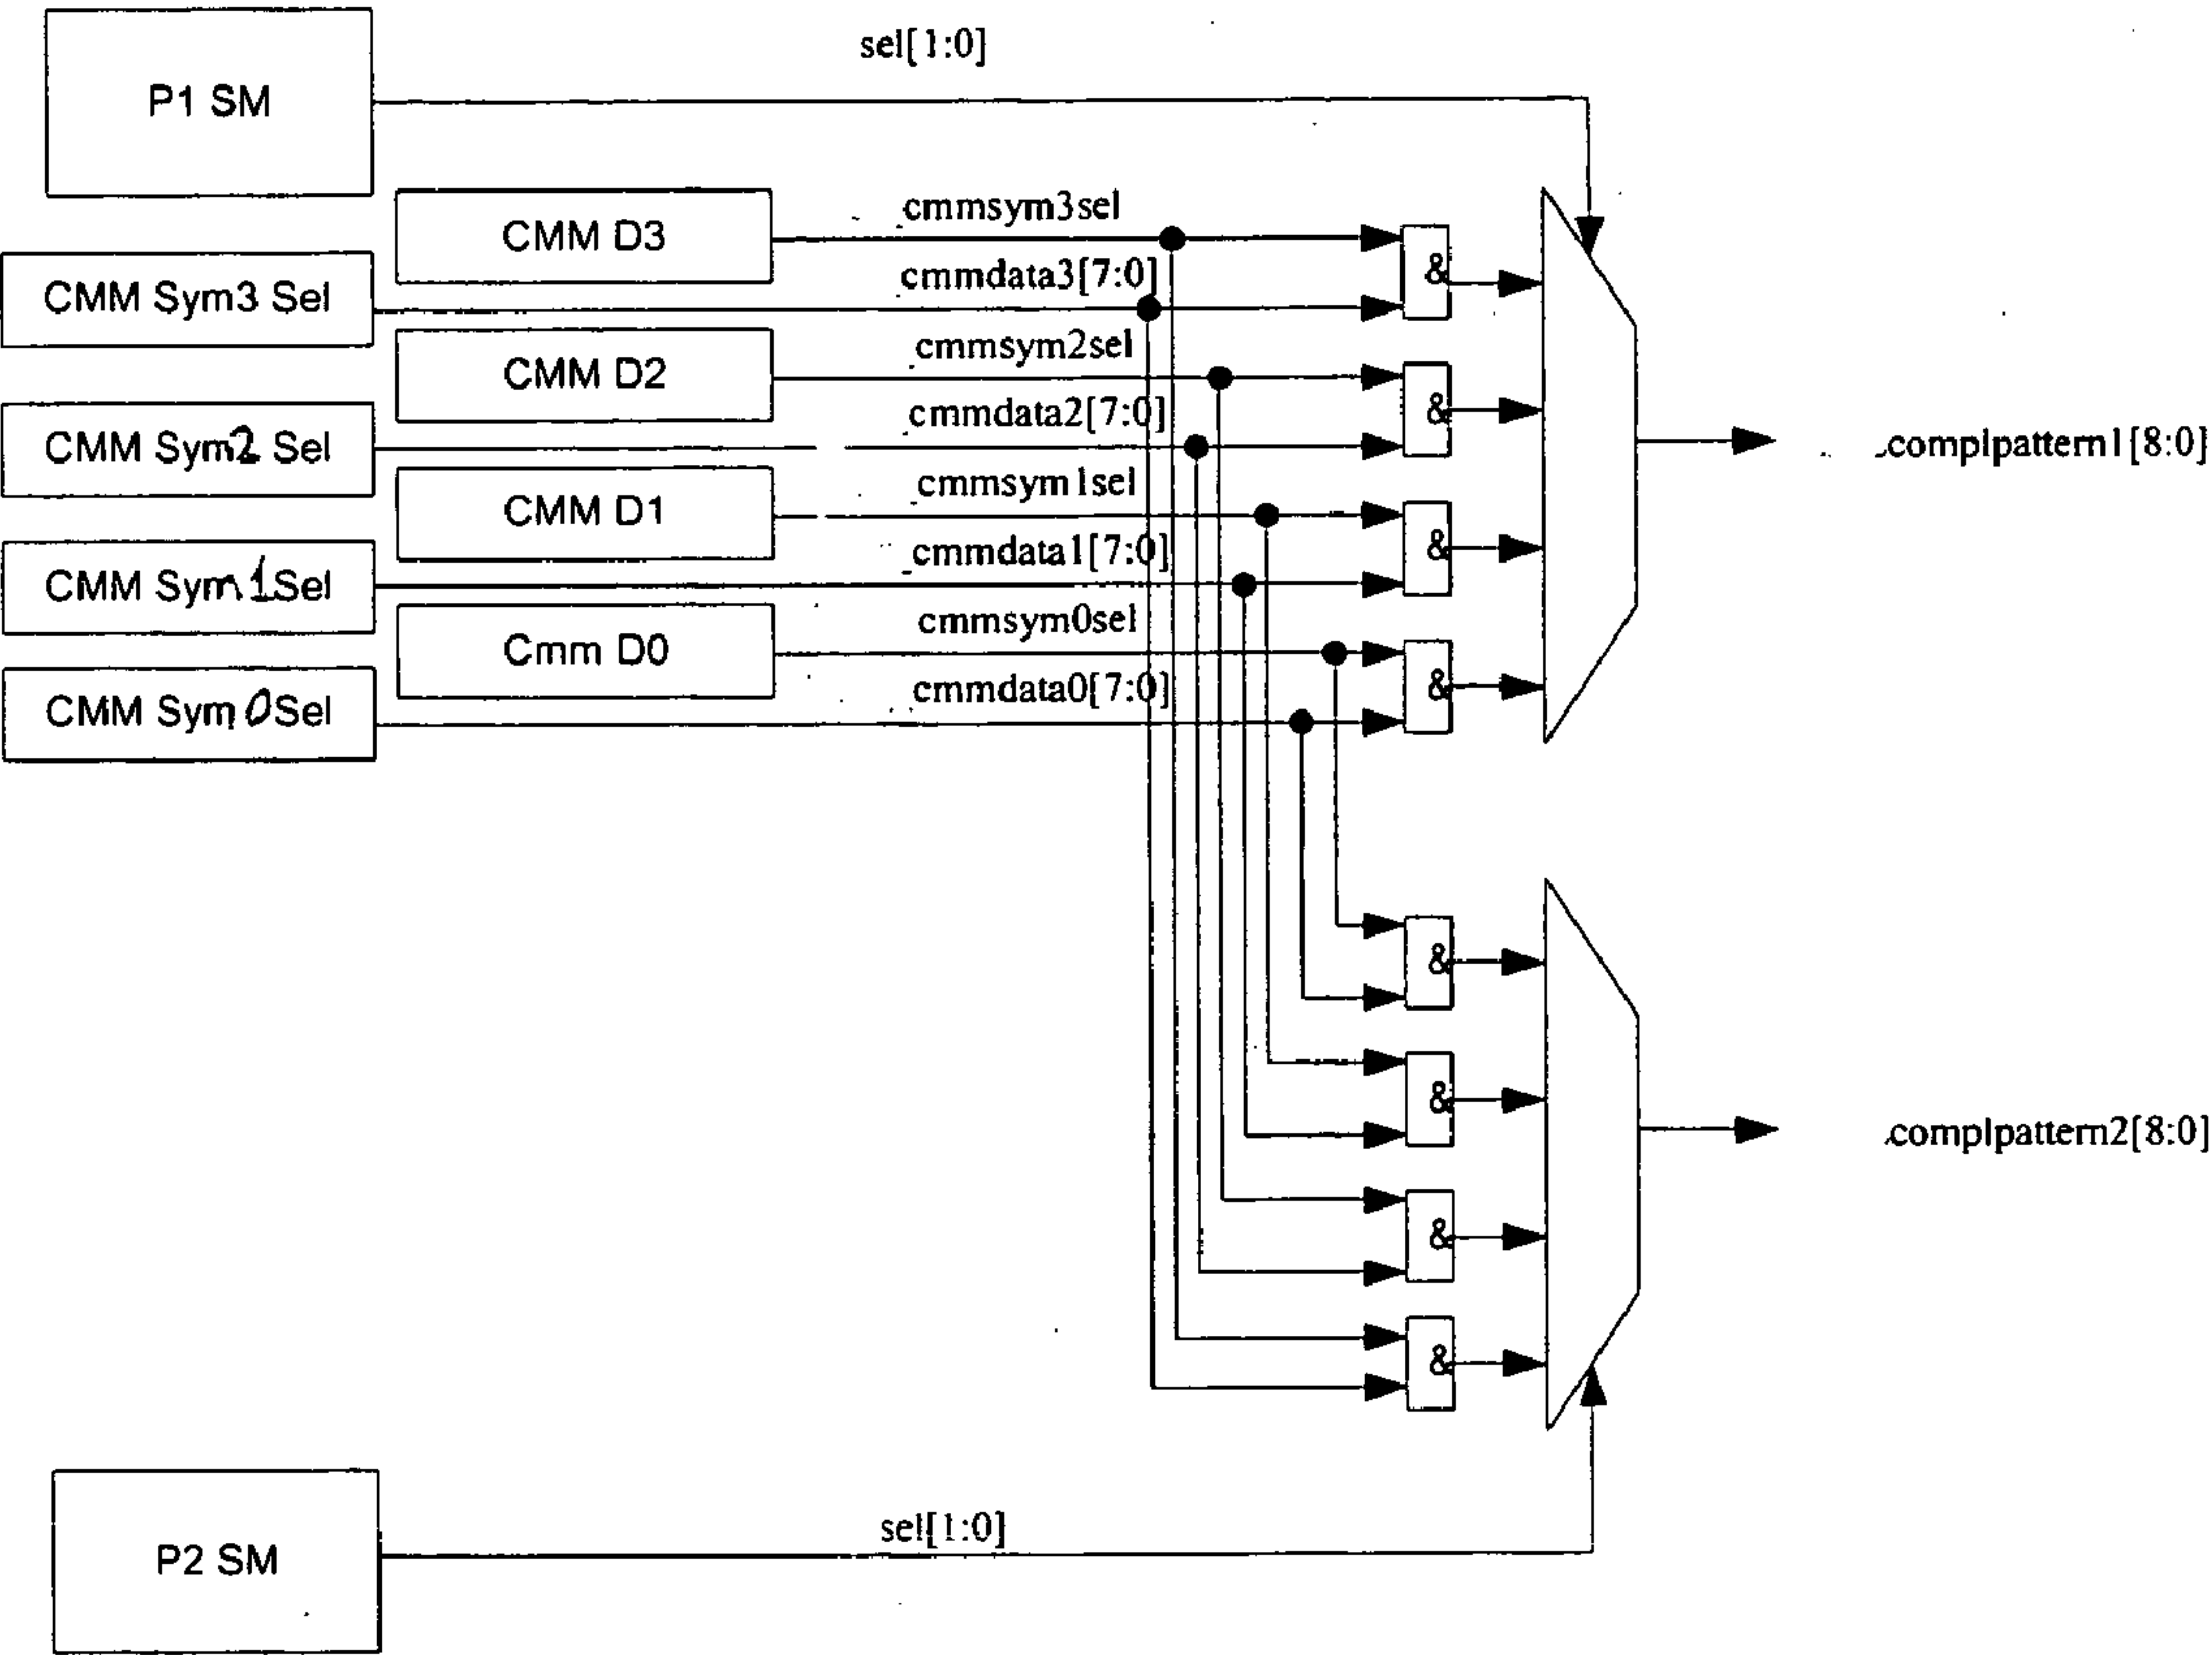 sel[1:0]
P1 SM
cmmsym3sel
CMM D3
cmmdata3[7:0]
&
CMM Sym3 Sel
cmmsym2sel
CMM D2
cmmdata2[7:0]
&
complpattern1[8:0]
CMM Sym2 Sel
cmmsym1sel
CMM D1
cmmdata1[7:0]
&
CMM Sym1Sel
cmmsym0sel
Cmm D0
cmmdata0[7:0]
&
CMM Sym0Sel
&
&
complpattern2[8:0]
&
&
sel[1:0]
P2 SM